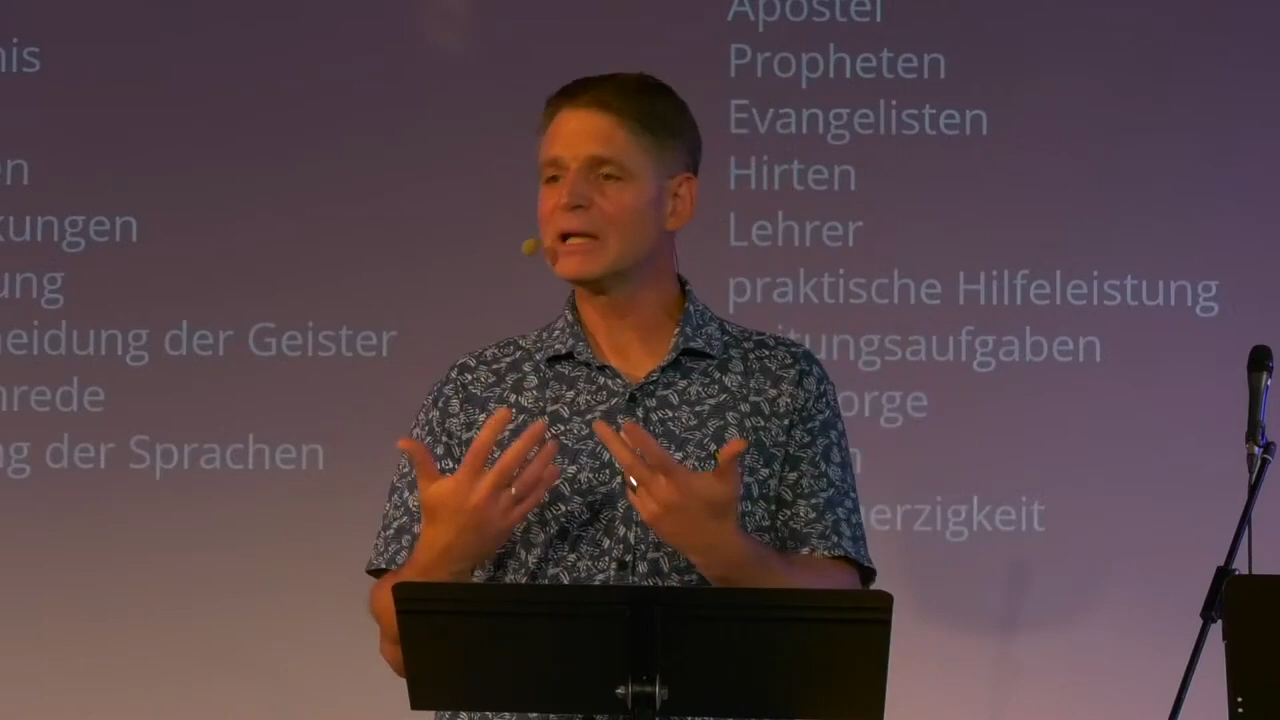 nis
en
kungen
ung
heidung der Geister
nrede
ng der Sprachen
Apostel
Propheten
Evangelisten
Hirten
Lehrer
praktische Hilfeleistung
itungsaufgaben
orge
n
erzigkeit